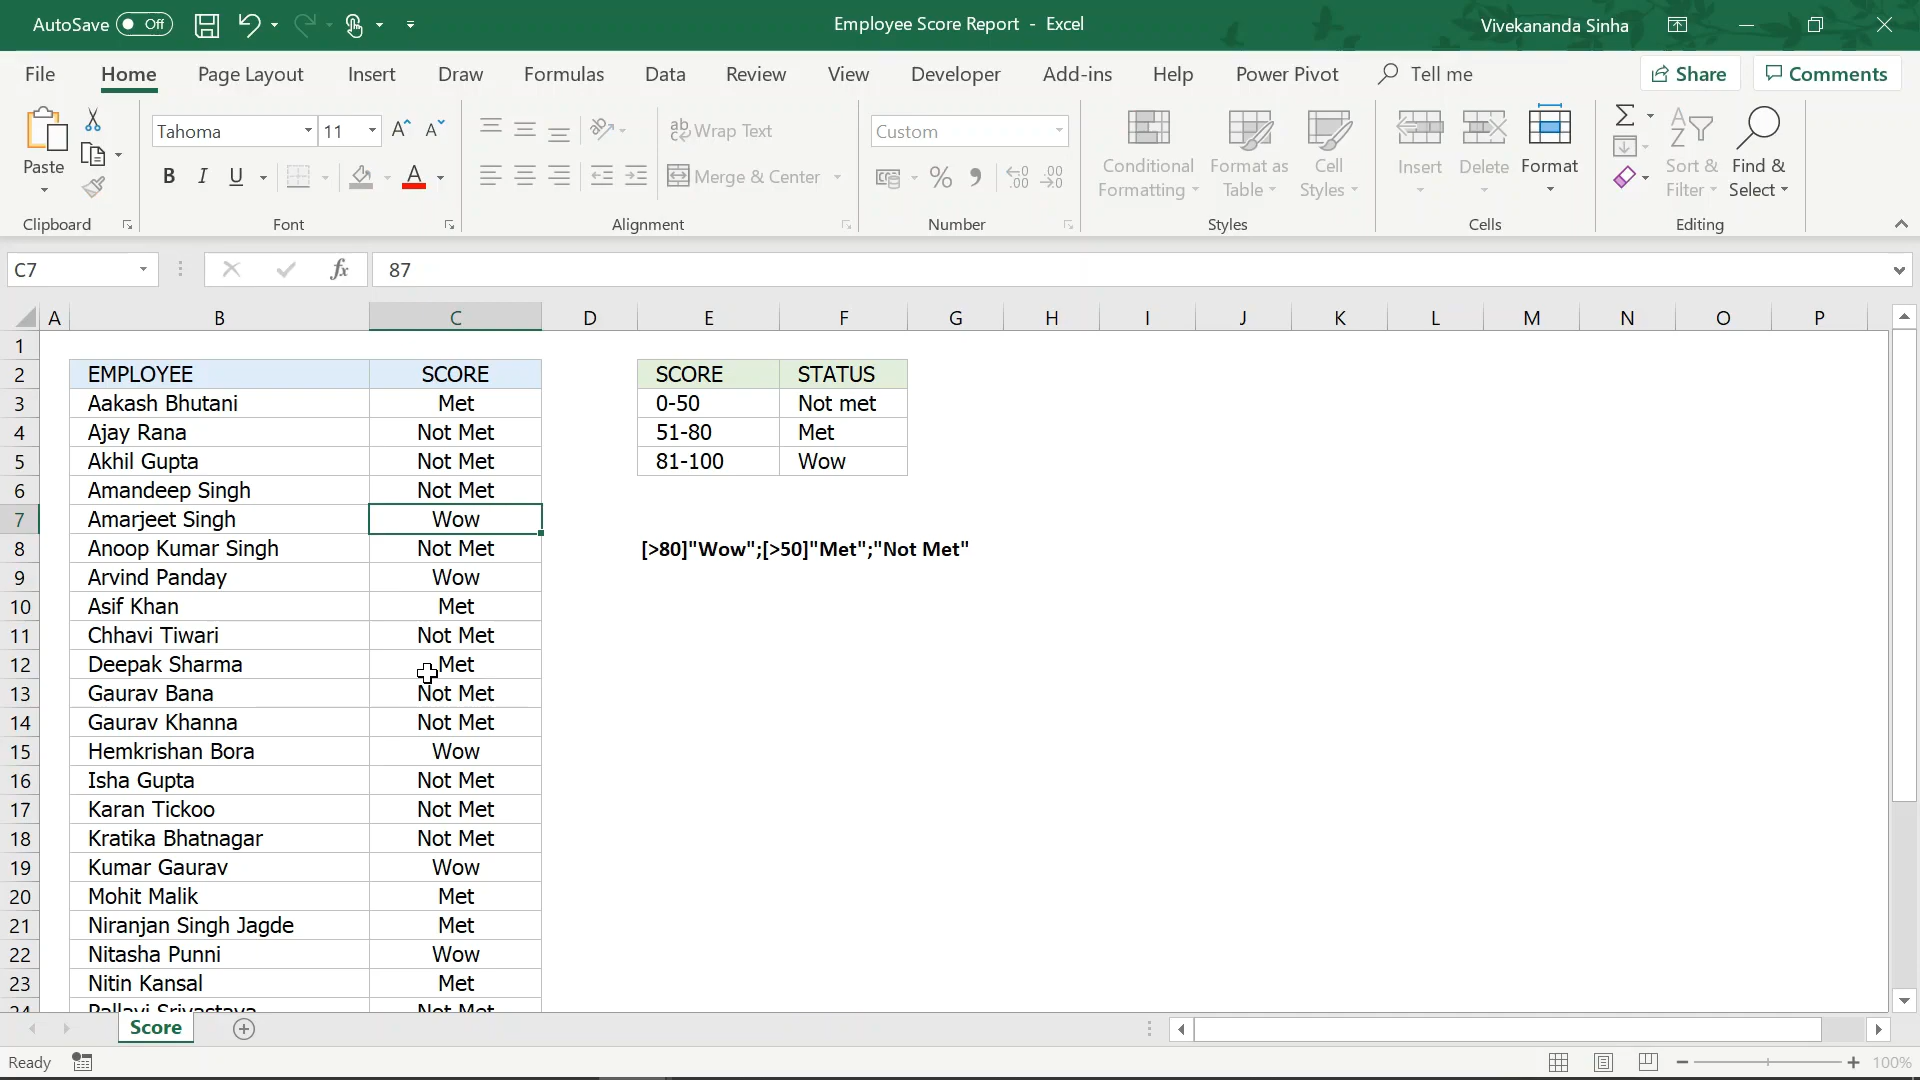 AutoSave Off Employee Score Report - Excel Vivekananda Sinha
File Home Page Layout Insert Draw Formulas Data Review View Developer Add-ins Help Power Pivot Tell me Share Comments
Paste
Clipboard
Tahoma 11
B I U A
Font
ab Wrap Text
Merge & Center
Alignment
Custom
% , .00 .00
Number
Conditional Formatting
Format as Table
Cell Styles
Styles
Insert Delete Format
Cells
Sort & Filter
Find & Select
Editing
C7 fx 87
A B C D E F G H I J K L M N O P
1
2 EMPLOYEE SCORE SCORE STATUS
3 Aakash Bhutani Met 0-50 Not met
4 Ajay Rana Not Met 51-80 Met
5 Akhil Gupta Not Met 81-100 Wow
6 Amandeep Singh Not Met
7 Amarjeet Singh Wow
8 Anoop Kumar Singh Not Met [>80]"Wow";[>50]"Met";"Not Met"
9 Arvind Panday Wow
10 Asif Khan Met
11 Chhavi Tiwari Not Met
12 Deepak Sharma Met
13 Gaurav Bana Not Met
14 Gaurav Khanna Not Met
15 Hemkrishan Bora Wow
16 Isha Gupta Not Met
17 Karan Tickoo Not Met
18 Kratika Bhatnagar Not Met
19 Kumar Gaurav Wow
20 Mohit Malik Met
21 Niranjan Singh Jagde Met
22 Nitasha Punni Wow
23 Nitin Kansal Met
24 Pallavi Srivastava Not Met
Score
Ready 100%